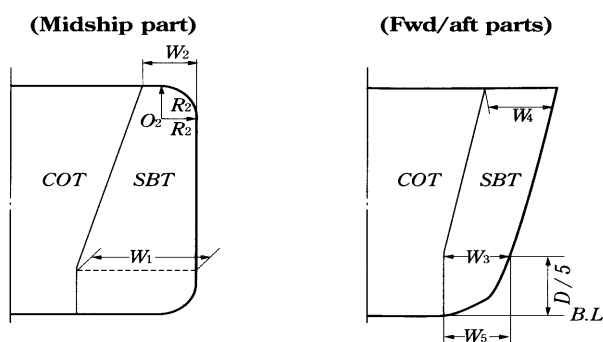 (Midship part)
(Fwd/aft parts)
W2
R2
O2
R2
W4
COT
SBT
COT
SBT
W1
W3
D/5
B.L
W5